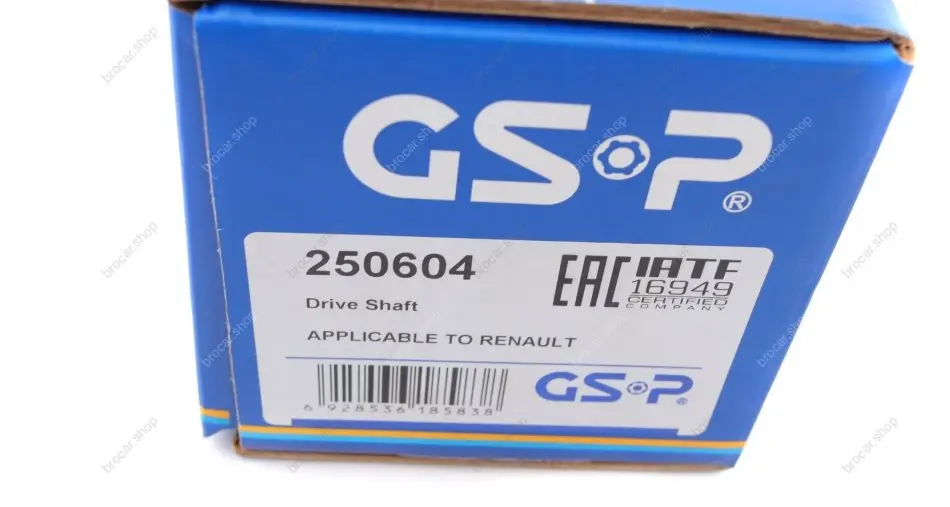 GSP®
250604
EAC IATF
16949
CERTIFIED
COMPANY
Drive Shaft
APPLICABLE TO RENAULT
6 928536 185838
GSP®
brocar.shop